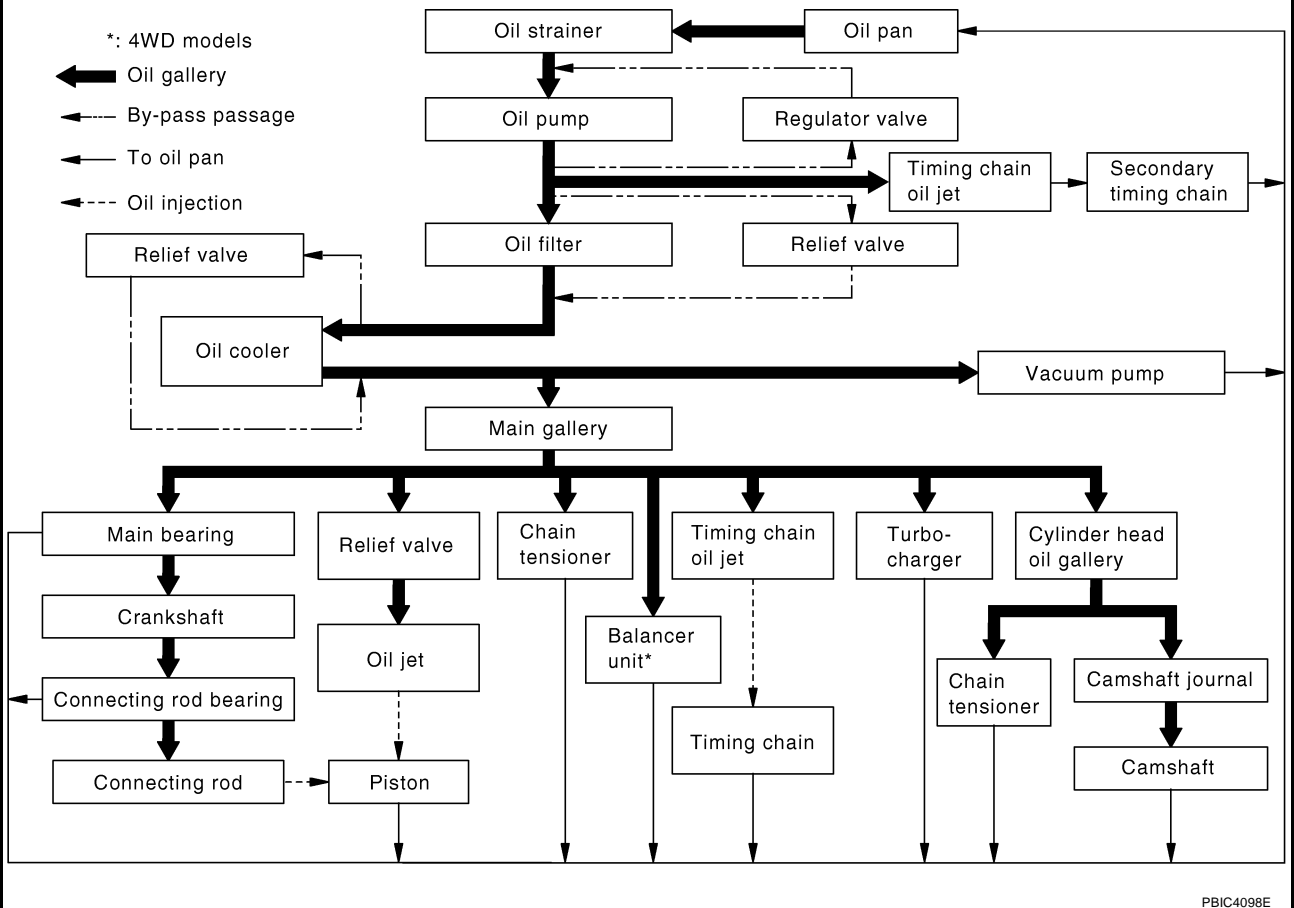 *: 4WD models
Oil gallery
By-pass passage
To oil pan
Oil injection
Oil strainer
Oil pan
Oil pump
Regulator valve
Timing chain
oil jet
Secondary
timing chain
Oil filter
Relief valve
Relief valve
Oil cooler
Vacuum pump
Main gallery
Main bearing
Relief valve
Chain
tensioner
Timing chain
oil jet
Turbo-
charger
Cylinder head
oil gallery
Crankshaft
Oil jet
Balancer
unit*
Connecting rod bearing
Chain
tensioner
Camshaft journal
Timing chain
Connecting rod
Piston
Camshaft
PBIC4098E